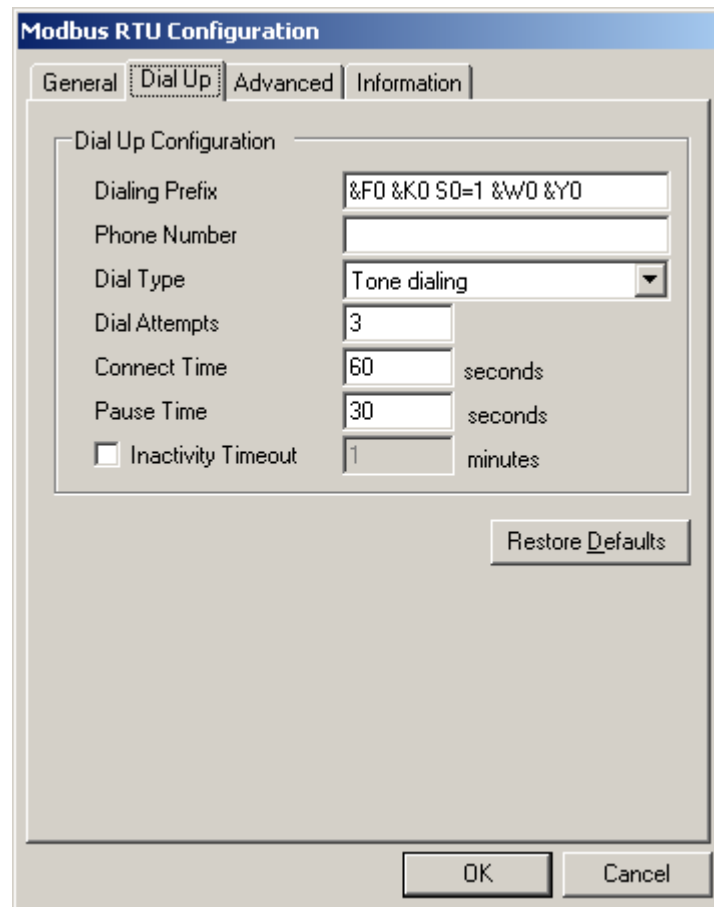 Modbus RTU Configuration
General Dial Up Advanced Information
Dial Up Configuration
Dialing Prefix &F0 &K0 S0=1 &W0 &Y0
Phone Number
Dial Type Tone dialing
Dial Attempts 3
Connect Time 60 seconds
Pause Time 30 seconds
Inactivity Timeout 1 minutes
Restore Defaults
OK Cancel